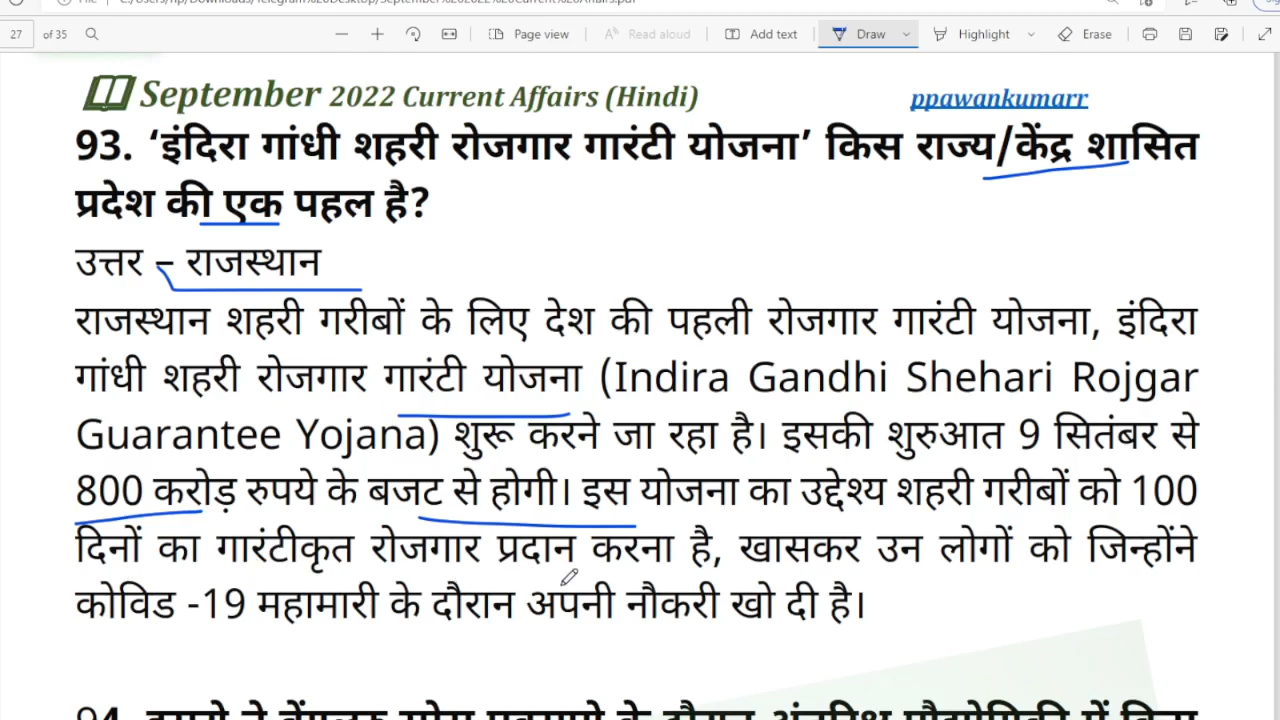 27 of 35 Page view Read aloud Add text Draw Highlight Erase
September 2022 Current Affairs (Hindi) ppawankumarr
93. ‘इंदिरा गांधी शहरी रोजगार गारंटी योजना’ किस राज्य/केंद्र शासित
प्रदेश की एक पहल है?
उत्तर – राजस्थान
राजस्थान शहरी गरीबों के लिए देश की पहली रोजगार गारंटी योजना, इंदिरा
गांधी शहरी रोजगार गारंटी योजना (Indira Gandhi Shehari Rojgar
Guarantee Yojana) शुरू करने जा रहा है। इसकी शुरुआत 9 सितंबर से
800 करोड़ रुपये के बजट से होगी। इस योजना का उद्देश्य शहरी गरीबों को 100
दिनों का गारंटीकृत रोजगार प्रदान करना है, खासकर उन लोगों को जिन्होंने
कोविड -19 महामारी के दौरान अपनी नौकरी खो दी है।